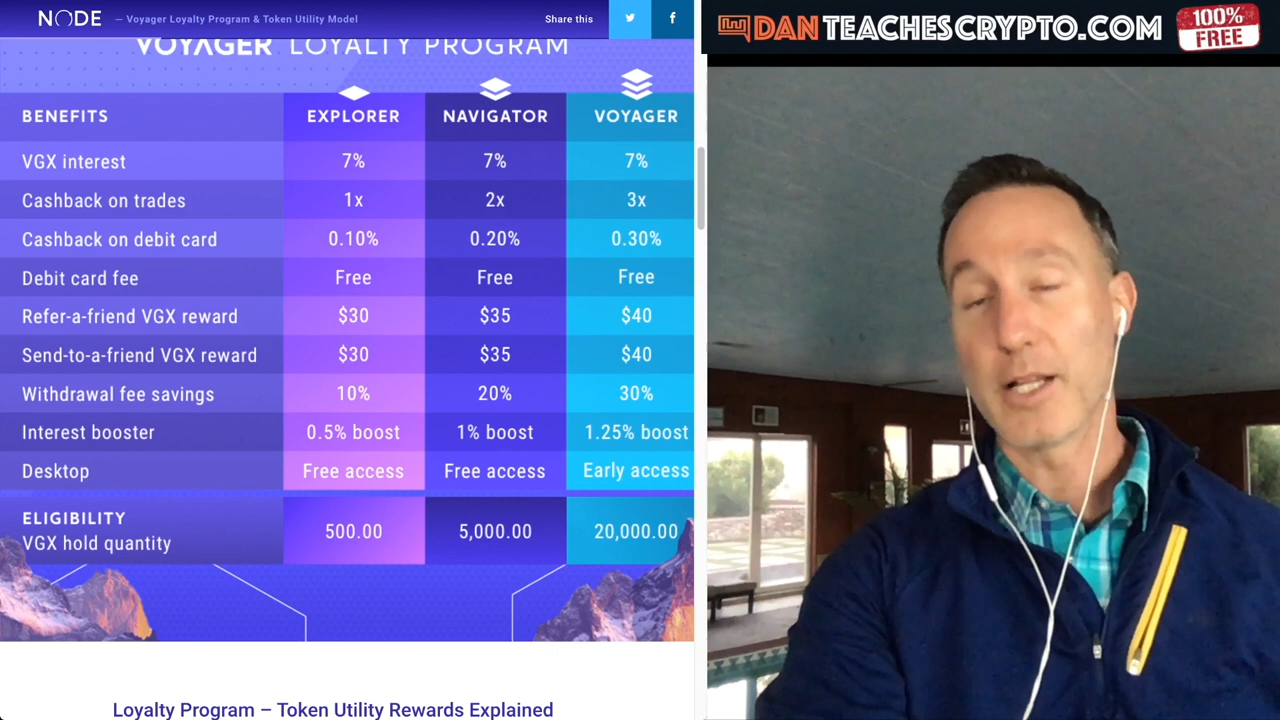 NODE — Voyager Loyalty Program & Token Utility Model Share this
DANTEACHESCRYPTO.COM 100% FREE
VOYAGER LOYALTY PROGRAM
BENEFITS EXPLORER NAVIGATOR VOYAGER
VGX interest 7% 7% 7%
Cashback on trades 1x 2x 3x
Cashback on debit card 0.10% 0.20% 0.30%
Debit card fee Free Free Free
Refer-a-friend VGX reward $30 $35 $40
Send-to-a-friend VGX reward $30 $35 $40
Withdrawal fee savings 10% 20% 30%
Interest booster 0.5% boost 1% boost 1.25% boost
Desktop Free access Free access Early access
ELIGIBILITY
VGX hold quantity 500.00 5,000.00 20,000.00
Loyalty Program – Token Utility Rewards Explained